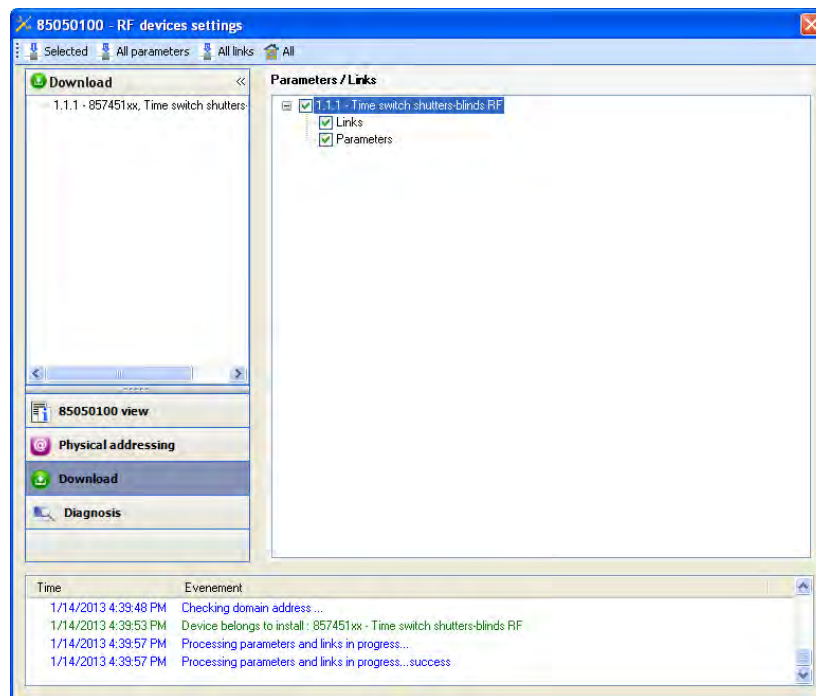 85050100 - RF devices settings
Selected All parameters All links All
Download
1.1.1 - 857451xx, Time switch shutters-
85050100 view
Physical addressing
Download
Diagnosis
Parameters / Links
1.1.1 - Time switch shutters-blinds RF
Links
Parameters
Time Evenement
1/14/2013 4:39:48 PM Checking domain address ...
1/14/2013 4:39:53 PM Device belongs to install : 857451xx - Time switch shutters-blinds RF
1/14/2013 4:39:57 PM Processing parameters and links in progress...
1/14/2013 4:39:57 PM Processing parameters and links in progress...success